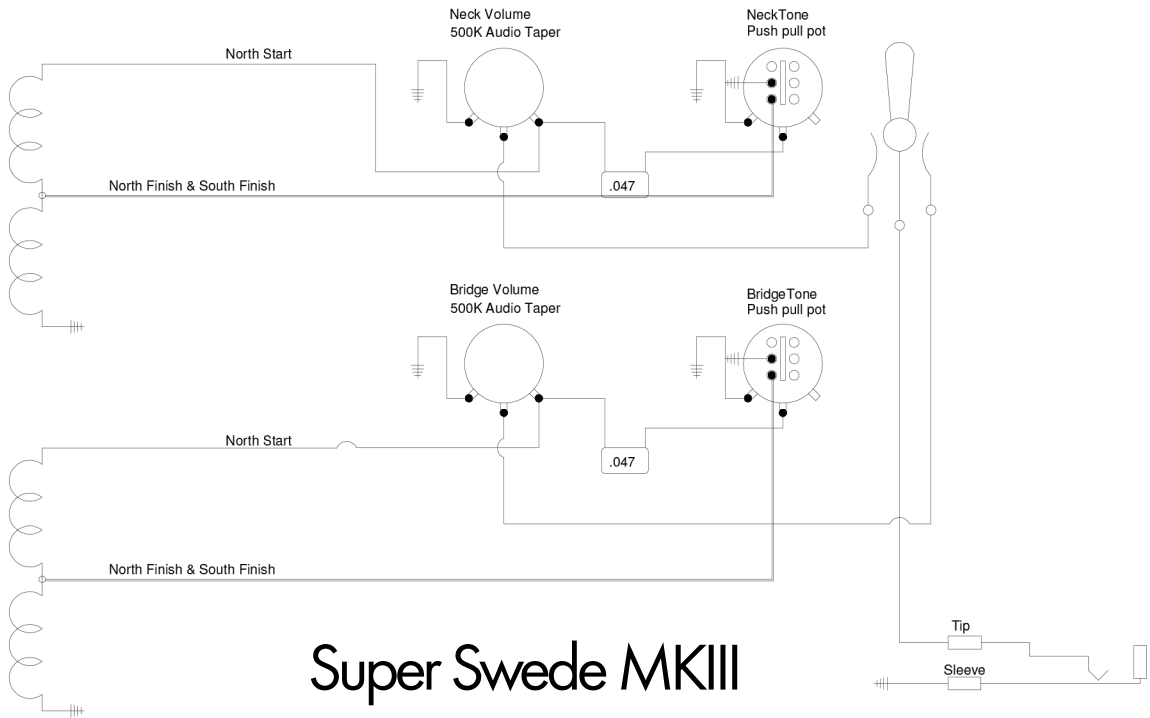 Neck Volume
500K Audio Taper
NeckTone
Push pull pot
North Start
North Finish & South Finish
.047
Bridge Volume
500K Audio Taper
BridgeTone
Push pull pot
North Start
.047
North Finish & South Finish
Tip
Sleeve
Super Swede MKIII